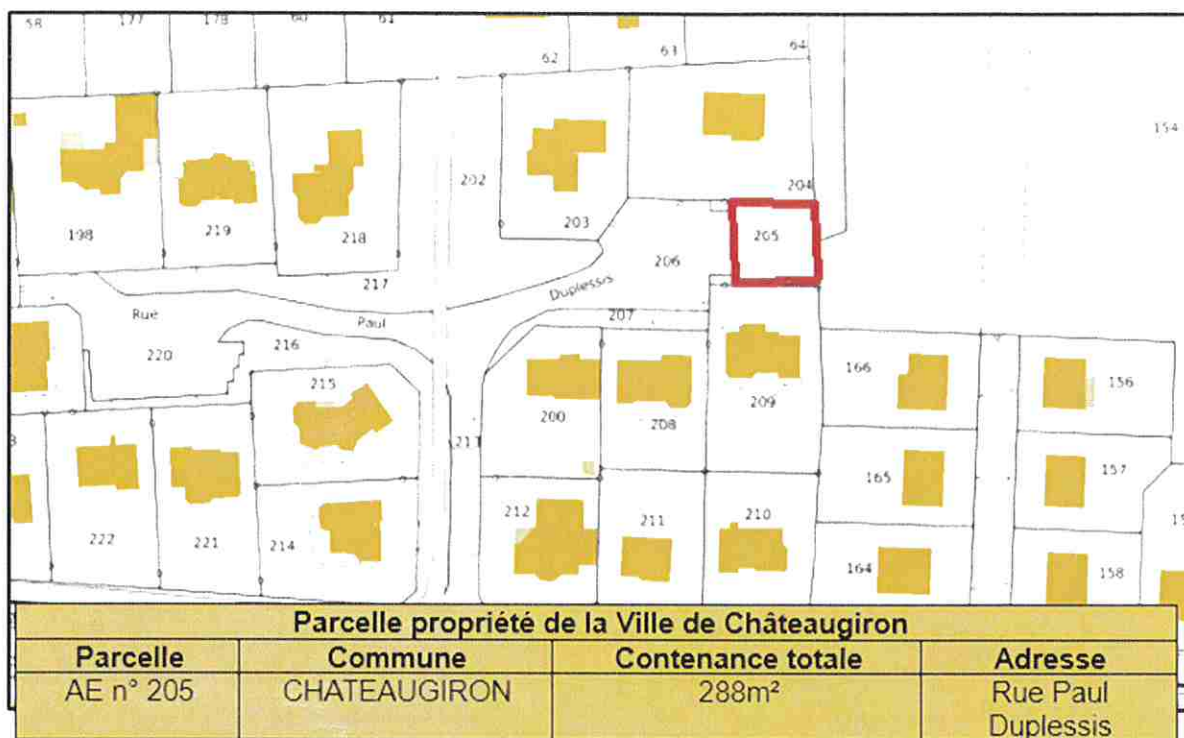 58 177 178 60 61
62 63 64
154
202
204
198 219 218 203 205
206
217
Duplessis
Rue Paul
207
220 216
215
166 156
200 208 209
157
165
212 211 210
222 221 214
164 158
Parcelle propriété de la Ville de Châteaugiron
Parcelle Commune Contenance totale Adresse
AE n° 205 CHATEAUGIRON 288m² Rue Paul
Duplessis